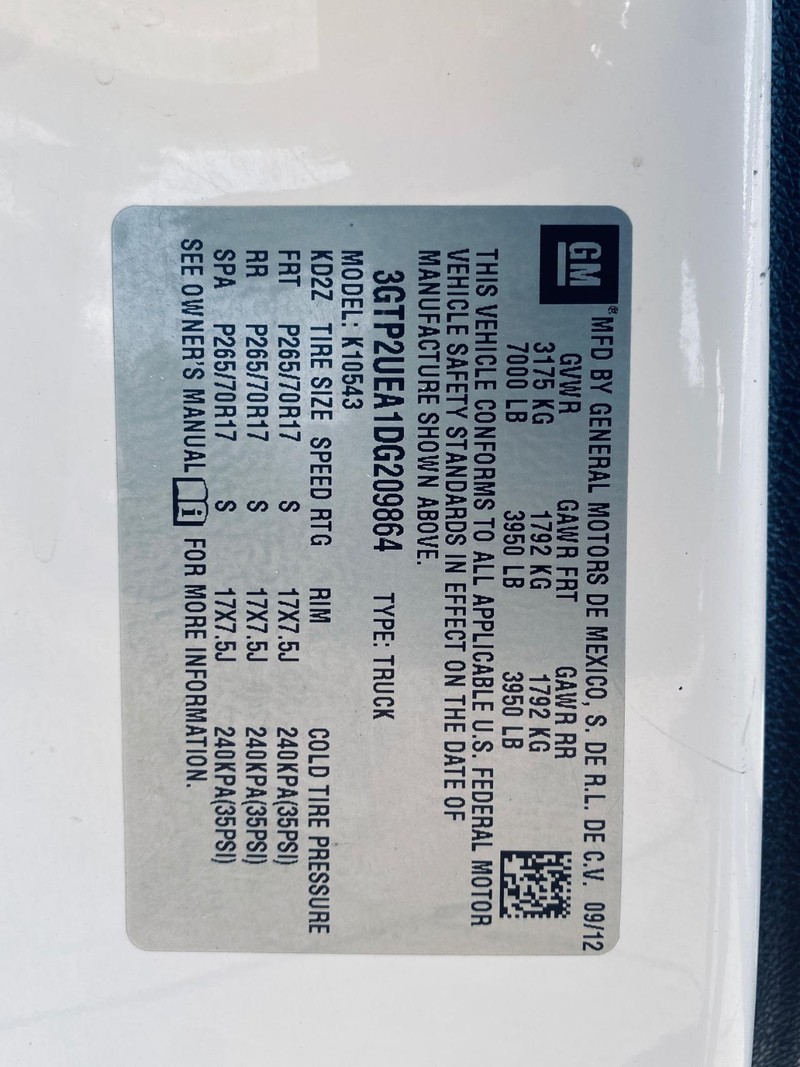 GM
® MFD BY GENERAL MOTORS DE MEXICO, S. DE R.L. DE C.V. 09/12
GVWR GAWR FRT GAWR RR
3175 KG 1792 KG 1792 KG
7000 LB 3950 LB 3950 LB
THIS VEHICLE CONFORMS TO ALL APPLICABLE U.S. FEDERAL MOTOR
VEHICLE SAFETY STANDARDS IN EFFECT ON THE DATE OF
MANUFACTURE SHOWN ABOVE.
3GTP2UEA1DG209864 TYPE: TRUCK
MODEL: K10543
KD2Z TIRE SIZE SPEED RTG RIM COLD TIRE PRESSURE
FRT P265/70R17 S 17X7.5J 240KPA(35PSI)
RR P265/70R17 S 17X7.5J 240KPA(35PSI)
SPA P265/70R17 S 17X7.5J 240KPA(35PSI)
SEE OWNER'S MANUAL i FOR MORE INFORMATION.